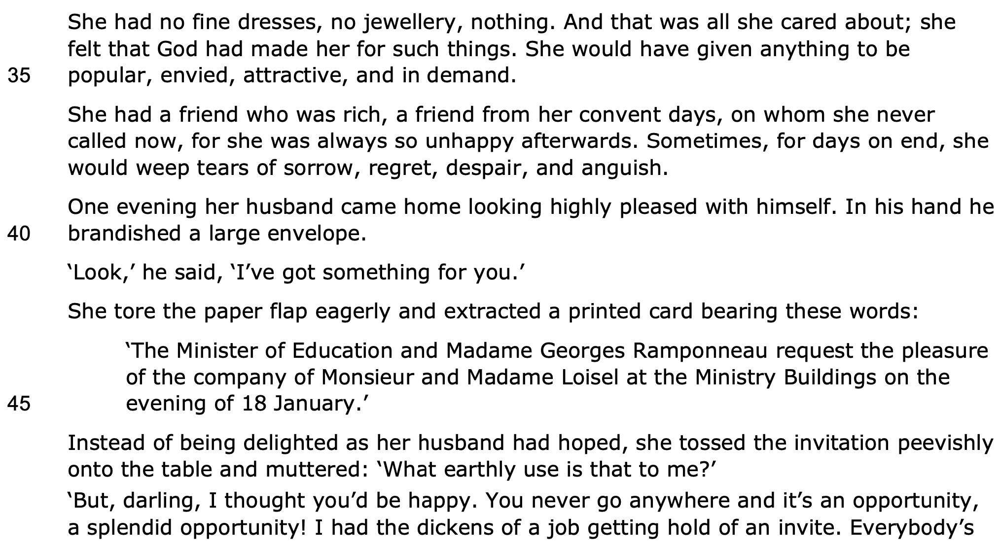 She had no fine dresses, no jewellery, nothing. And that was all she cared about; she
felt that God had made her for such things. She would have given anything to be
35 popular, envied, attractive, and in demand.
She had a friend who was rich, a friend from her convent days, on whom she never
called now, for she was always so unhappy afterwards. Sometimes, for days on end, she
would weep tears of sorrow, regret, despair, and anguish.
One evening her husband came home looking highly pleased with himself. In his hand he
40 brandished a large envelope.
‘Look,’ he said, ‘I’ve got something for you.’
She tore the paper flap eagerly and extracted a printed card bearing these words:
‘The Minister of Education and Madame Georges Ramponneau request the pleasure
of the company of Monsieur and Madame Loisel at the Ministry Buildings on the
45 evening of 18 January.’
Instead of being delighted as her husband had hoped, she tossed the invitation peevishly
onto the table and muttered: ‘What earthly use is that to me?’
‘But, darling, I thought you’d be happy. You never go anywhere and it’s an opportunity,
a splendid opportunity! I had the dickens of a job getting hold of an invite. Everybody’s